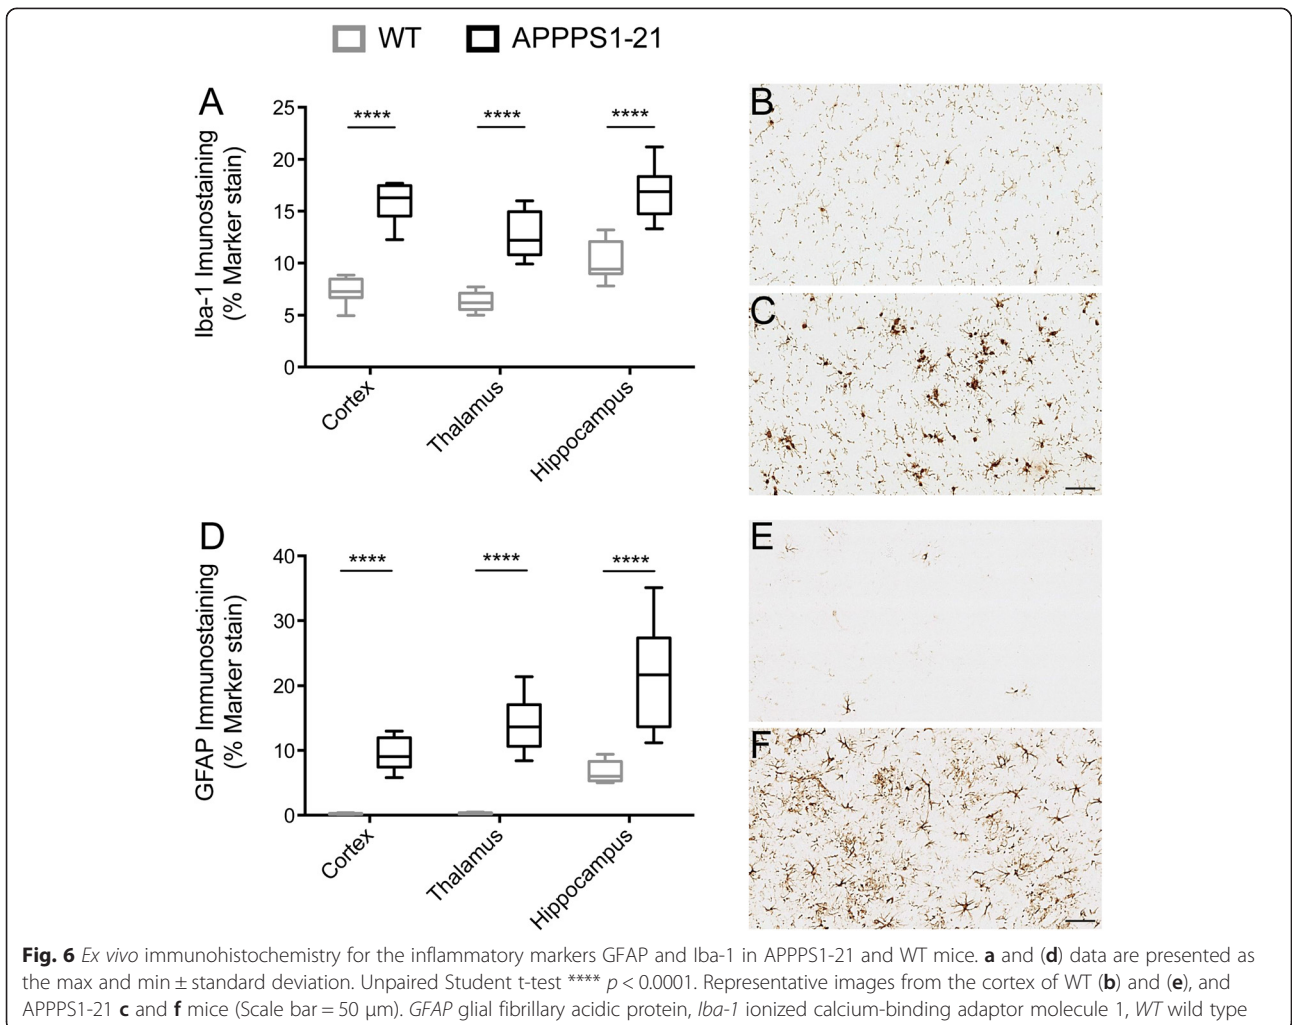 WT APPPS1-21
A
Iba-1 Imunostaining
(% Marker stain)
25
20
15
10
5
0
**** **** ****
Cortex
Thalamus
Hippocampus
B
C
D
GFAP Immunostaining
(% Marker stain)
40
30
20
10
0
**** **** ****
Cortex
Thalamus
Hippocampus
E
F
Fig. 6 Ex vivo immunohistochemistry for the inflammatory markers GFAP and Iba-1 in APPPS1-21 and WT mice. a and (d) data are presented as
the max and min ± standard deviation. Unpaired Student t-test **** p < 0.0001. Representative images from the cortex of WT (b) and (e), and
APPPS1-21 c and f mice (Scale bar = 50 μm). GFAP glial fibrillary acidic protein, Iba-1 ionized calcium-binding adaptor molecule 1, WT wild type